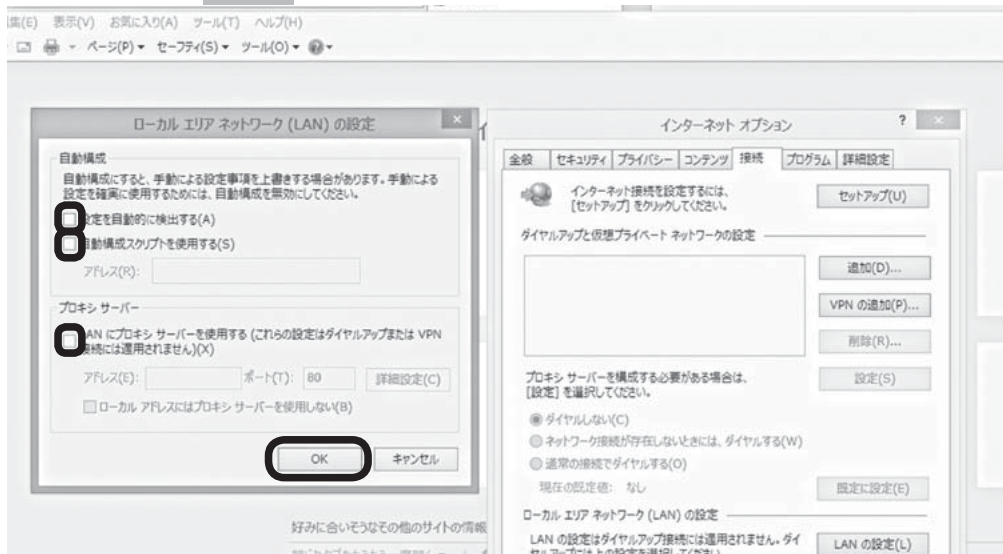 集(E) 表示(V) お気に入り(A) ツール(T) ヘルプ(H)
ページ(P) セーフティ(S) ツール(O)
ローカル エリア ネットワーク (LAN) の設定
自動構成
自動構成にすると、手動による設定事項を上書きする場合があります。手動による
設定を確実に使用するためには、自動構成を無効にしてください。
設定を自動的に検出する(A)
自動構成スクリプトを使用する(S)
アドレス(R):
プロキシ サーバー
LAN にプロキシ サーバーを使用する (これらの設定はダイヤルアップまたは VPN
接続には適用されません)(X)
アドレス(E): ポート(T): 80 詳細設定(C)
ローカル アドレスにはプロキシ サーバーを使用しない(B)
OK キャンセル
好みに合いそうなその他のサイトの情報
インターネット オプション ?
全般 セキュリティ プライバシー コンテンツ 接続 プログラム 詳細設定
インターネット接続を設定するには、
[セットアップ] をクリックしてください。
セットアップ(U)
ダイヤルアップと仮想プライベート ネットワークの設定
追加(D)...
VPN の追加(P)...
削除(R)...
プロキシ サーバーを構成する必要がある場合は、
[設定] を選択してください。
設定(S)
ダイヤルしない(C)
ネットワーク接続が存在しないときには、ダイヤルする(W)
通常の接続でダイヤルする(O)
現在の既定値: なし 既定に設定(E)
ローカル エリア ネットワーク (LAN) の設定
LAN の設定はダイヤルアップ接続には適用されません。ダイ
LAN の設定(L)